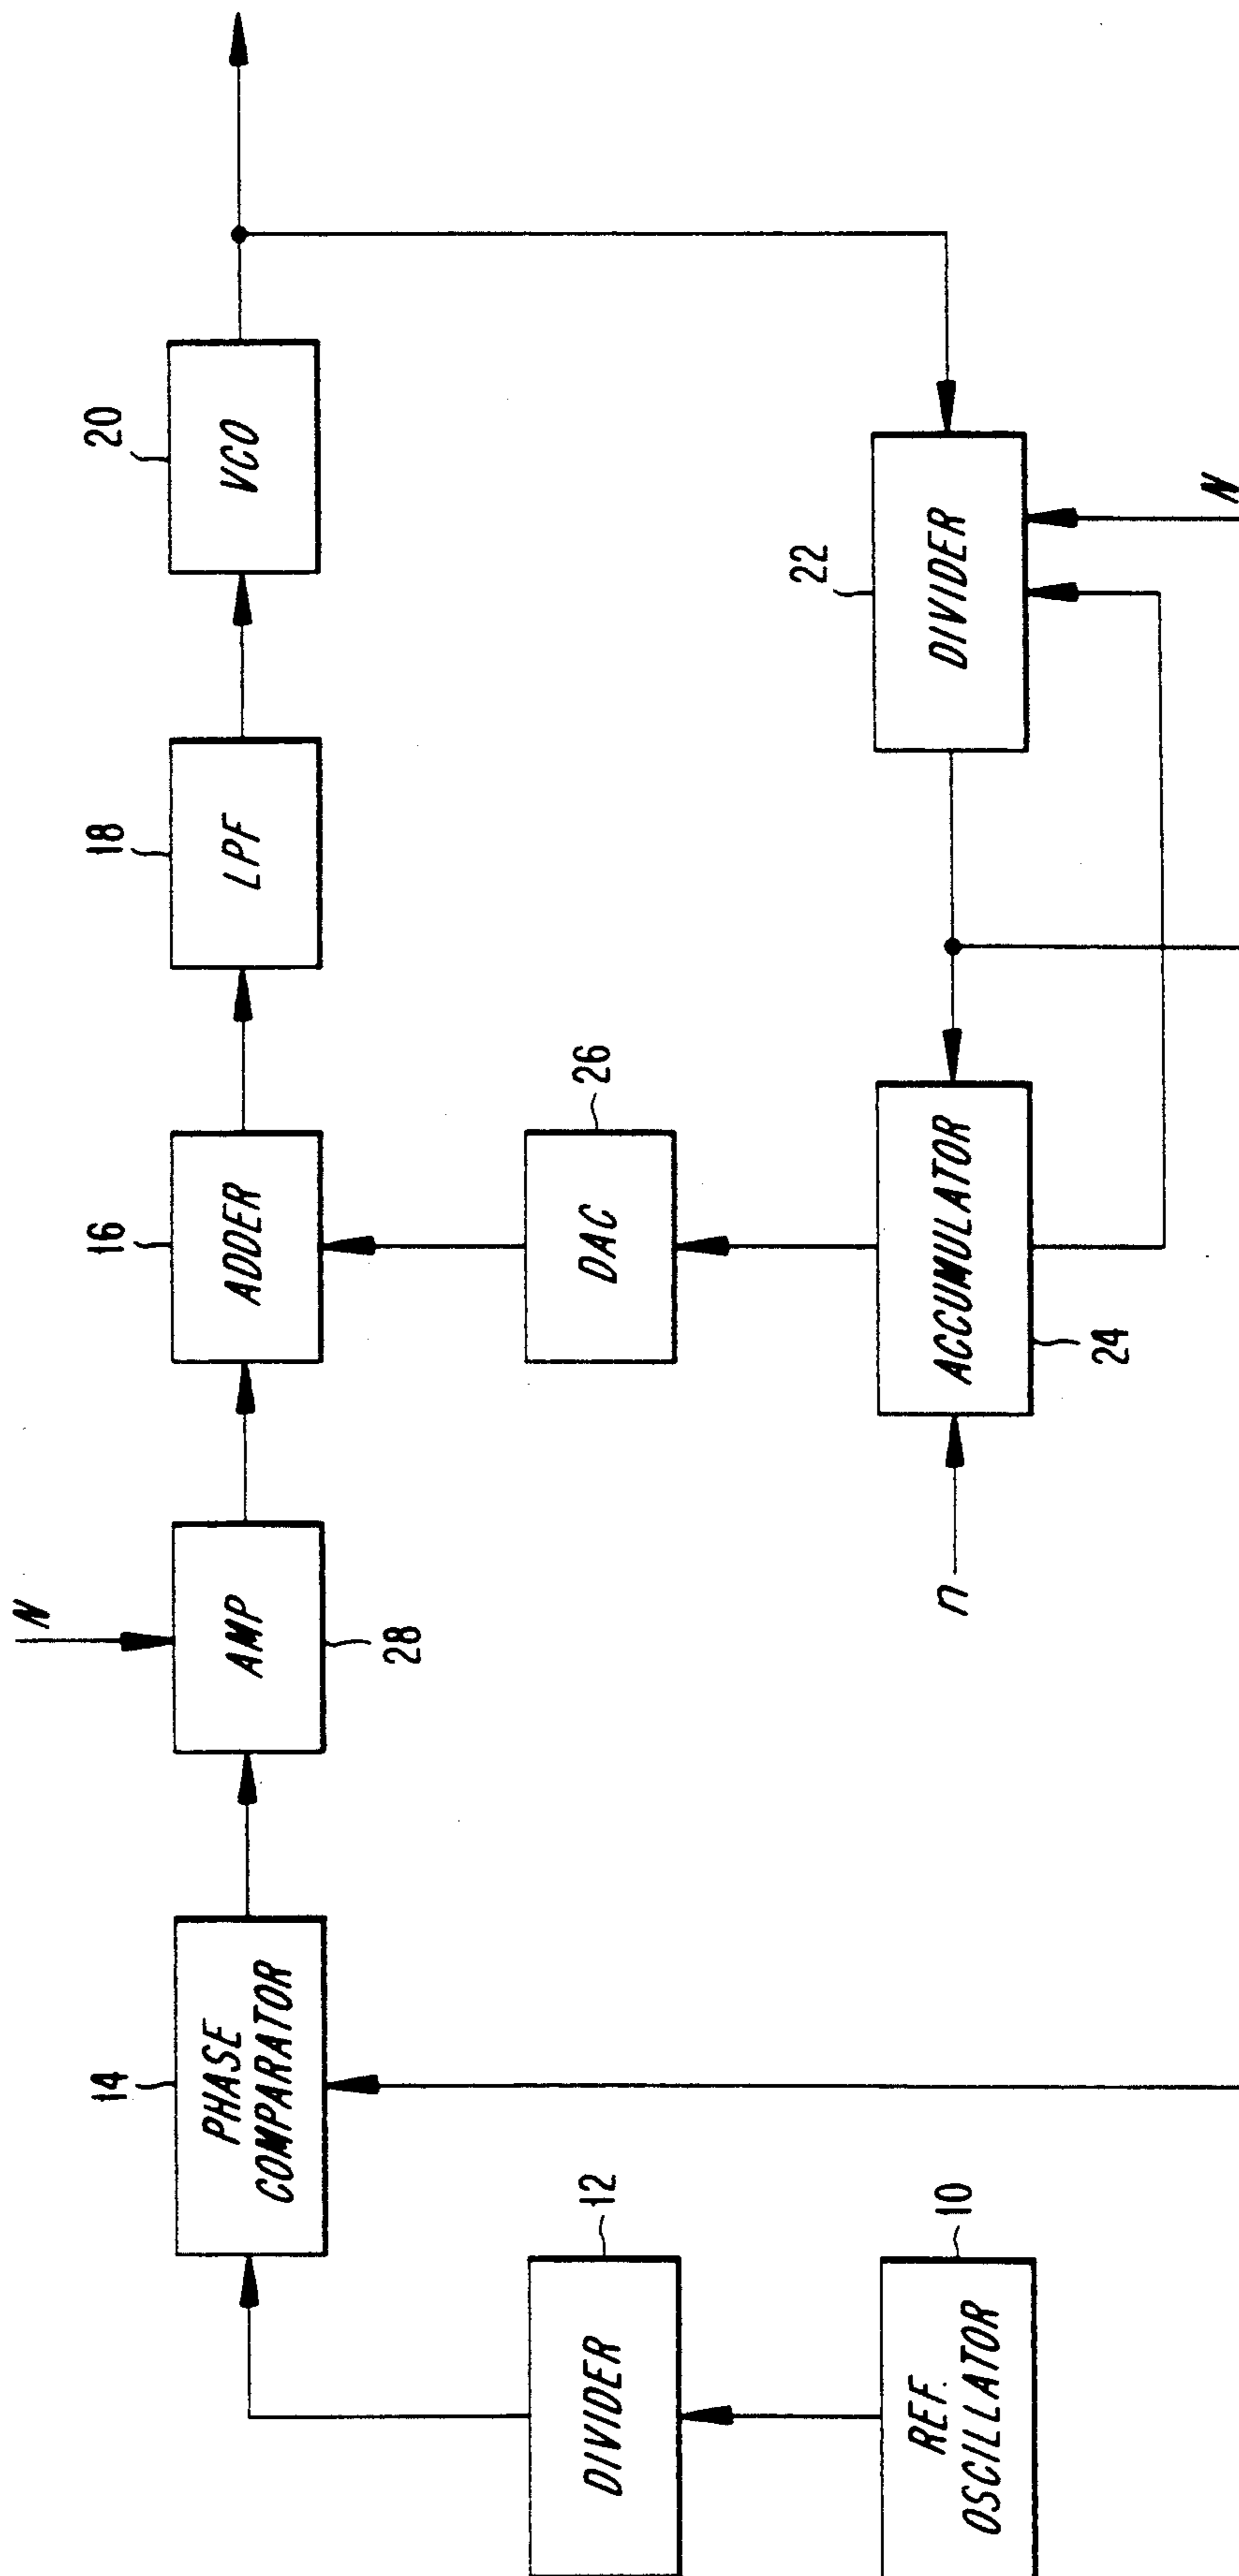 N
14
PHASE
COMPARATOR
AMP
28
16
ADDER
18
LPF
20
VCO
12
DIVIDER
26
DAC
22
DIVIDER
10
REF.
OSCILLATOR
n
ACCUMULATOR
24
N